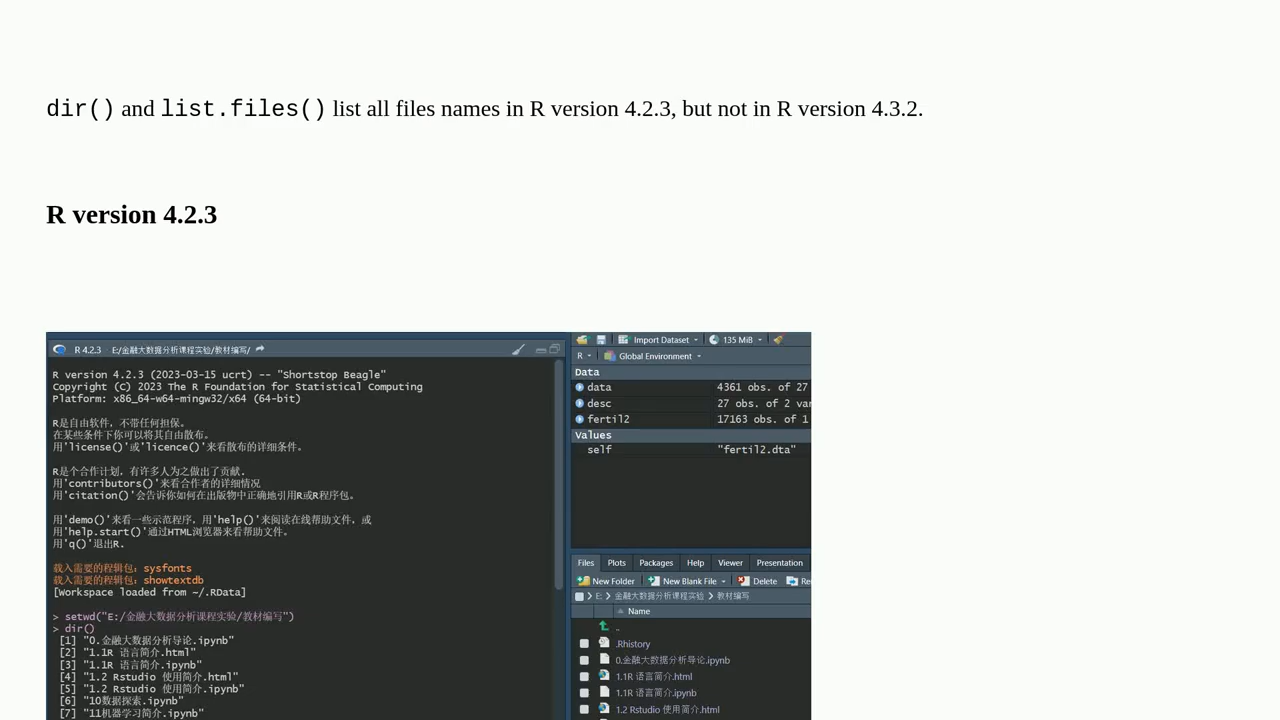 dir() and list.files() list all files names in R version 4.2.3, but not in R version 4.3.2.
R version 4.2.3
R 4.2.3 · E:/金融大数据分析课程实验/教材编写/
R version 4.2.3 (2023-03-15 ucrt) -- "Shortstop Beagle"
Copyright (C) 2023 The R Foundation for Statistical Computing
Platform: x86_64-w64-mingw32/x64 (64-bit)
R是自由软件，不带任何担保。
在某些条件下你可以将其自由散布。
用'license()'或'licence()'来看散布的详细条件。
R是个合作计划，有许多人为之做出了贡献.
用'contributors()'来看合作者的详细情况
用'citation()'会告诉你如何在出版物中正确地引用R或R程序包。
用'demo()'来看一些示范程序，用'help()'来阅读在线帮助文件，或
用'help.start()'通过HTML浏览器来看帮助文件。
用'q()'退出R.
载入需要的程辑包：sysfonts
载入需要的程辑包：showtextdb
[Workspace loaded from ~/.RData]
> setwd("E:/金融大数据分析课程实验/教材编写")
> dir()
[1] "0.金融大数据分析导论.ipynb"
[2] "1.1R 语言简介.html"
[3] "1.1R 语言简介.ipynb"
[4] "1.2 Rstudio 使用简介.html"
[5] "1.2 Rstudio 使用简介.ipynb"
[6] "10数据探索.ipynb"
[7] "11机器学习简介.ipynb"
Import Dataset 135 MiB
R Global Environment
Data
data 4361 obs. of 27
desc 27 obs. of 2 var
fertil2 17163 obs. of 1
Values
self "fertil2.dta"
Files Plots Packages Help Viewer Presentation
New Folder New Blank File Delete Re
E: 金融大数据分析课程实验 教材编写
Name
..
.Rhistory
0.金融大数据分析导论.ipynb
1.1R 语言简介.html
1.1R 语言简介.ipynb
1.2 Rstudio 使用简介.html